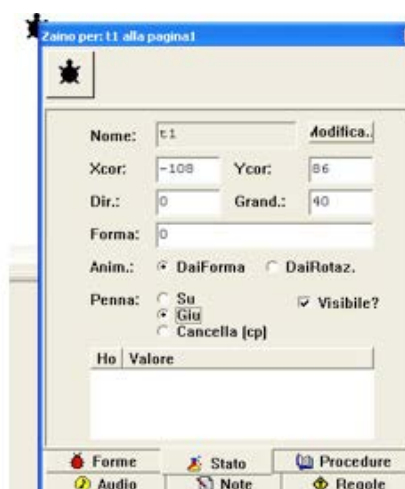 Zaino per: t1 alla pagina1
Nome: t1 Modifica..
Xcor: -108 Ycor: 86
Dir.: 0 Grand.: 40
Forma: 0
Anim.: DaiForma DaiRotaz.
Penna: Su Visibile?
Giu
Cancella (cp)
Ho Valore
Forme Stato Procedure
Audio Note Regole